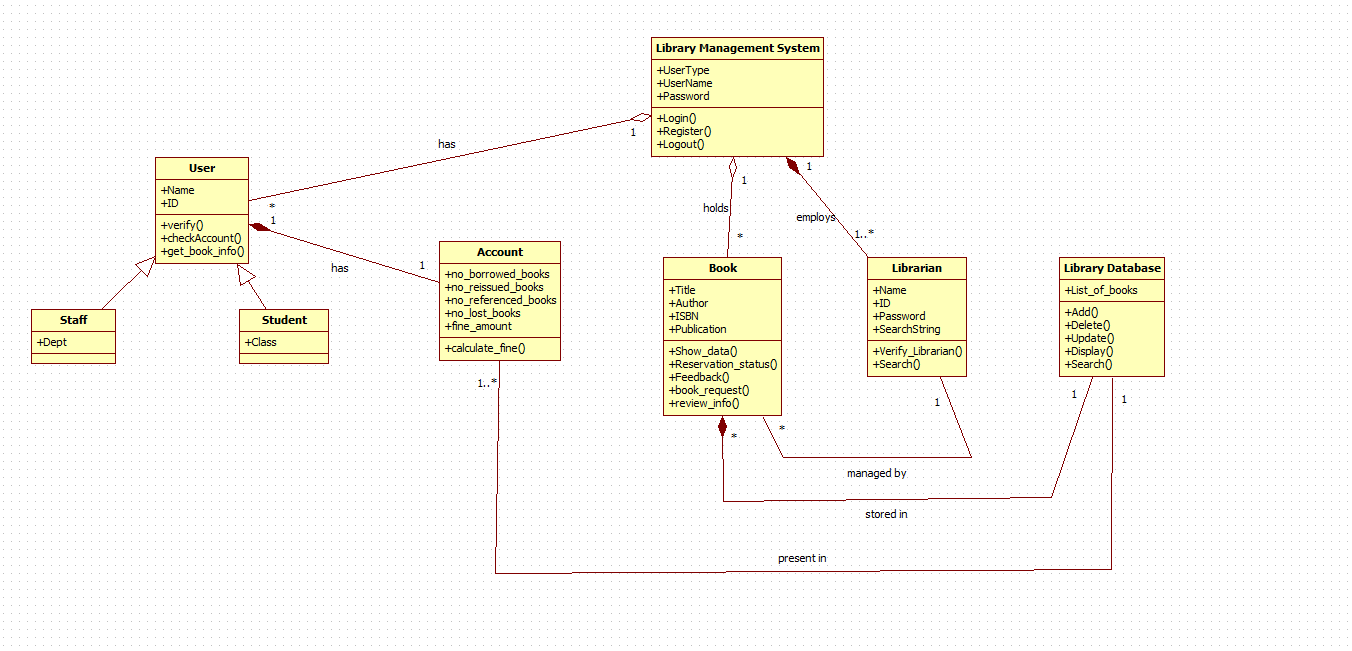 Library Management System
+UserType
+UserName
+Password
+Login()
+Register()
+Logout()
1
has
*
User
+Name
+ID
+verify()
+checkAccount()
+get_book_info()
1
has
1
Staff
+Dept
Student
+Class
Account
+no_borrowed_books
+no_reissued_books
+no_referenced_books
+no_lost_books
+fine_amount
+calculate_fine()
1..*
1
holds
*
1
employs
1..*
Book
+Title
+Author
+ISBN
+Publication
+Show_data()
+Reservation_status()
+Feedback()
+book_request()
+review_info()
*
*
Librarian
+Name
+ID
+Password
+SearchString
+Verify_Librarian()
+Search()
1
Library Database
+List_of_books
+Add()
+Delete()
+Update()
+Display()
+Search()
1
1
managed by
stored in
present in